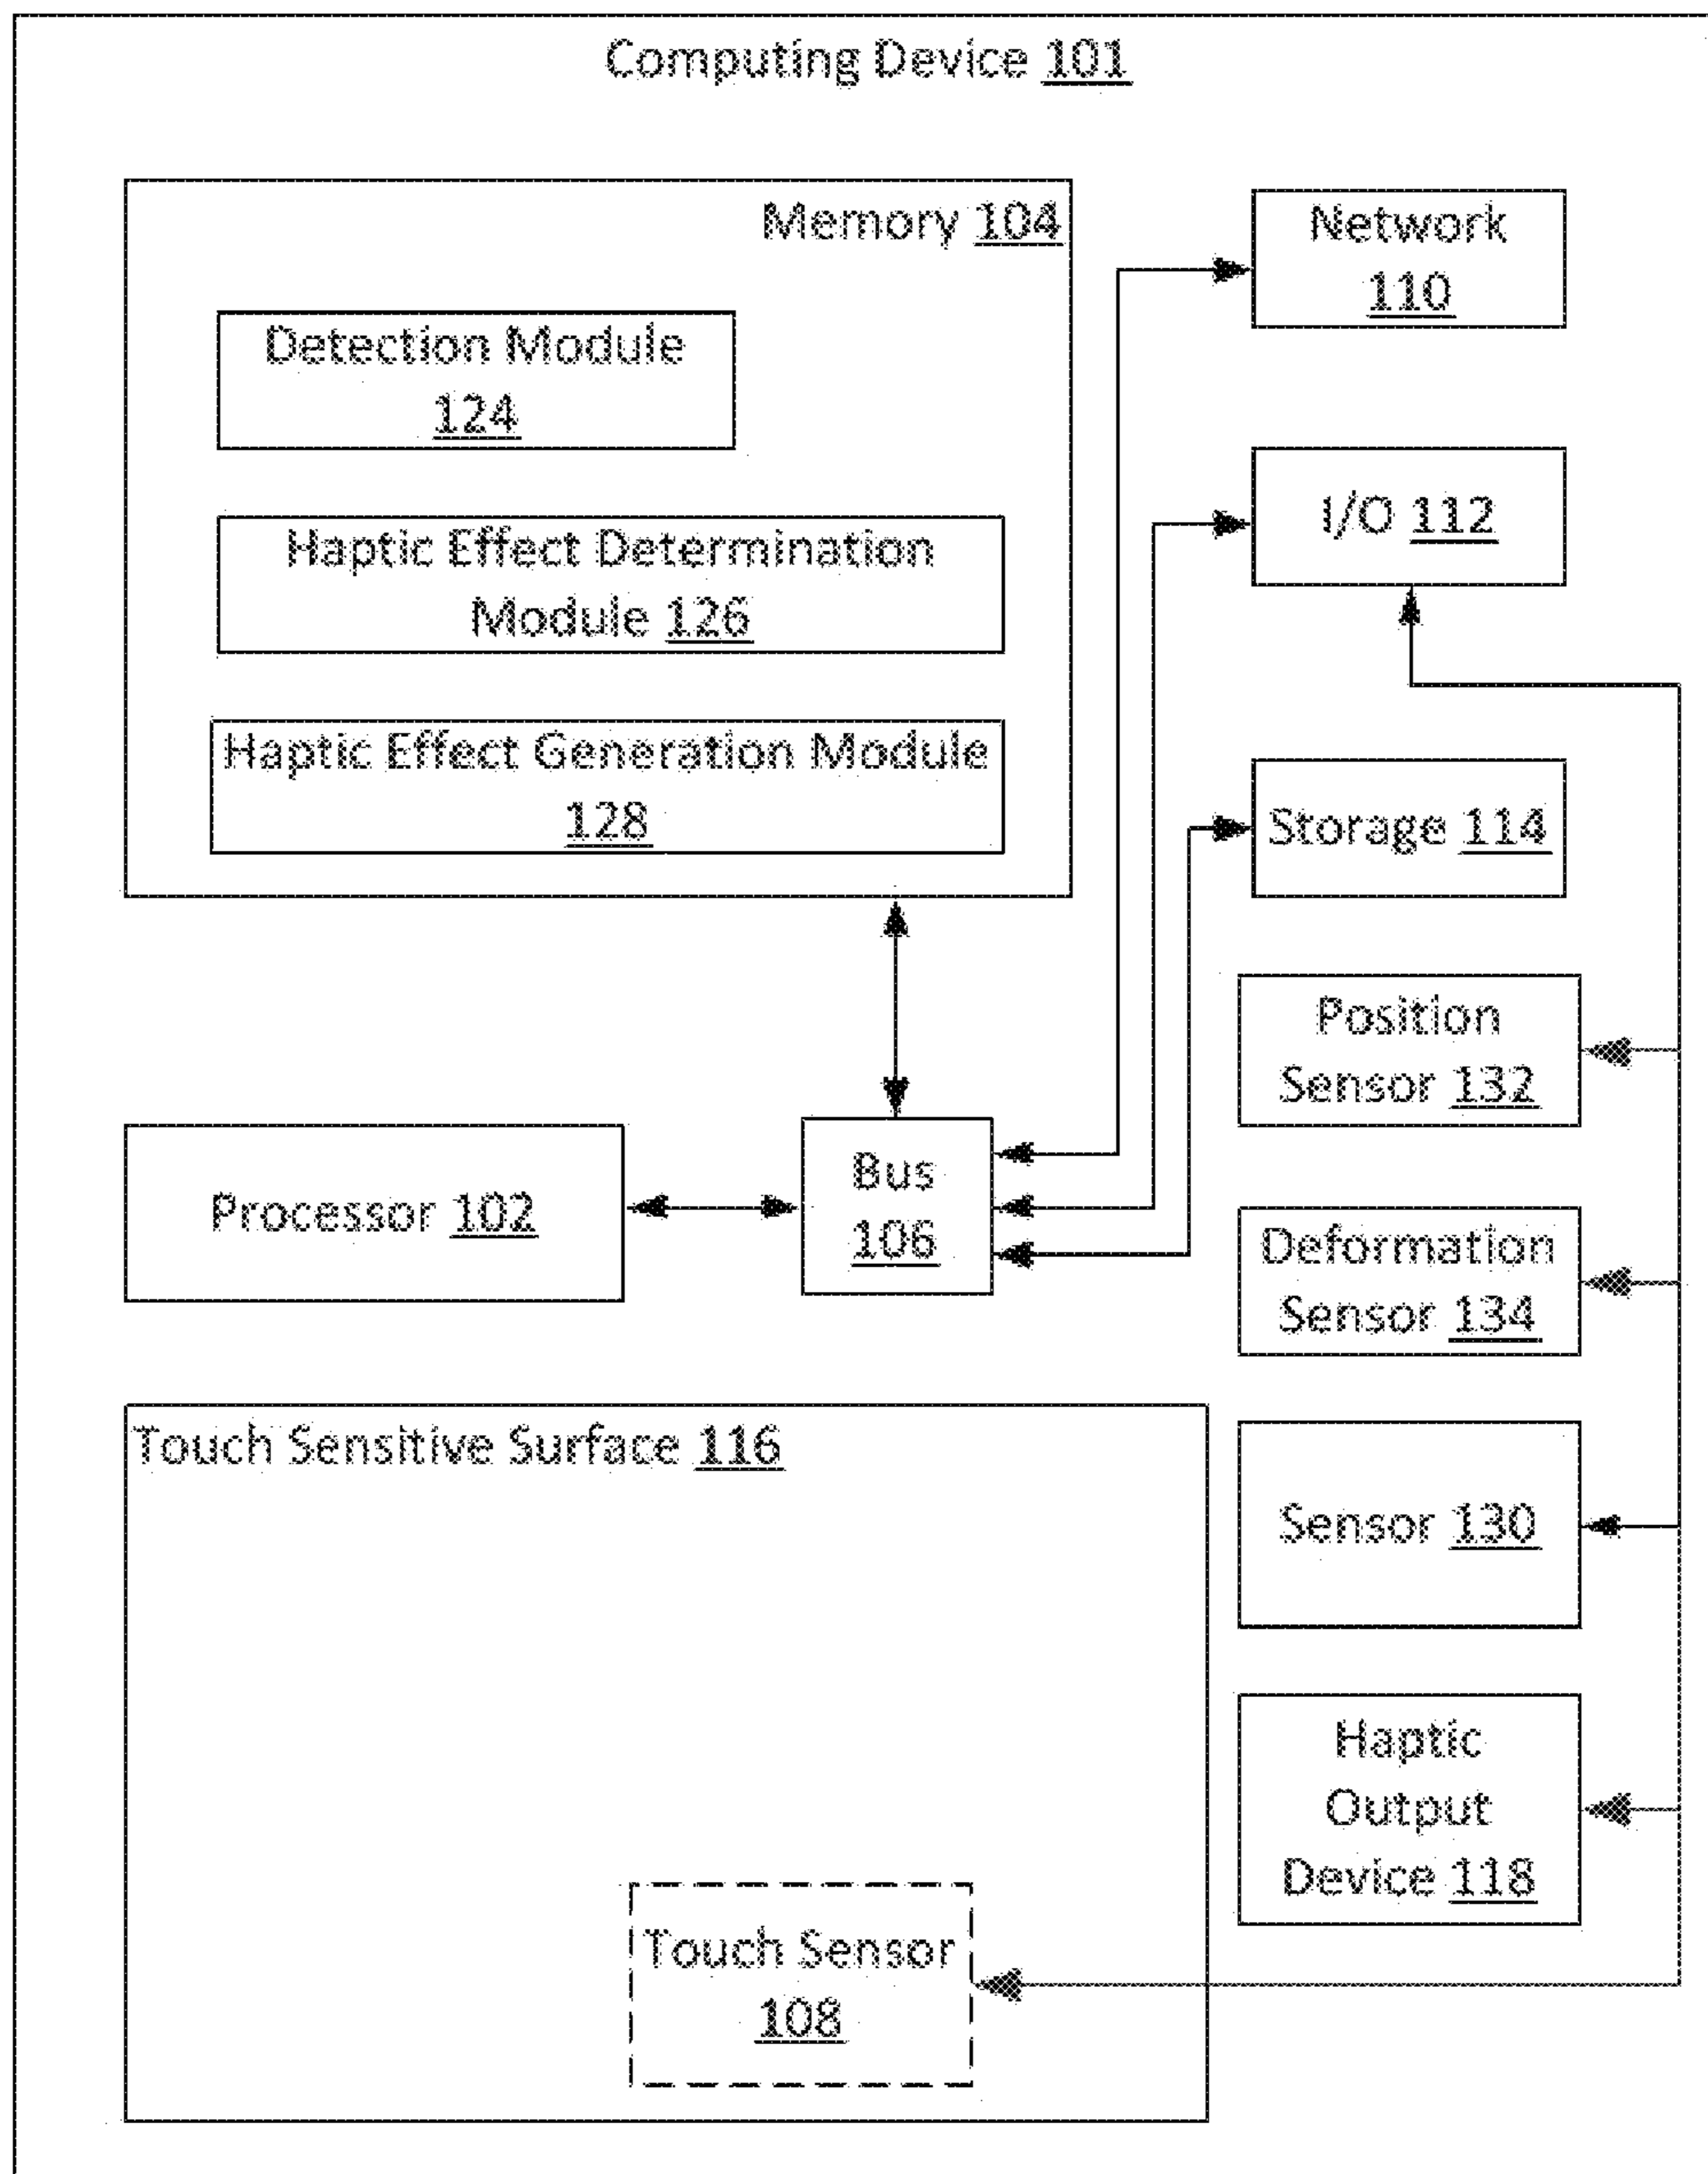 Computing Device 101
Memory 104
Detection Module
124
Haptic Effect Determination
Module 126
Haptic Effect Generation Module
128
Network
110
I/O 112
Storage 114
Position
Sensor 132
Processor 102
Bus
106
Deformation
Sensor 134
Touch Sensitive Surface 116
Sensor 130
Haptic
Output
Device 118
Touch Sensor
108